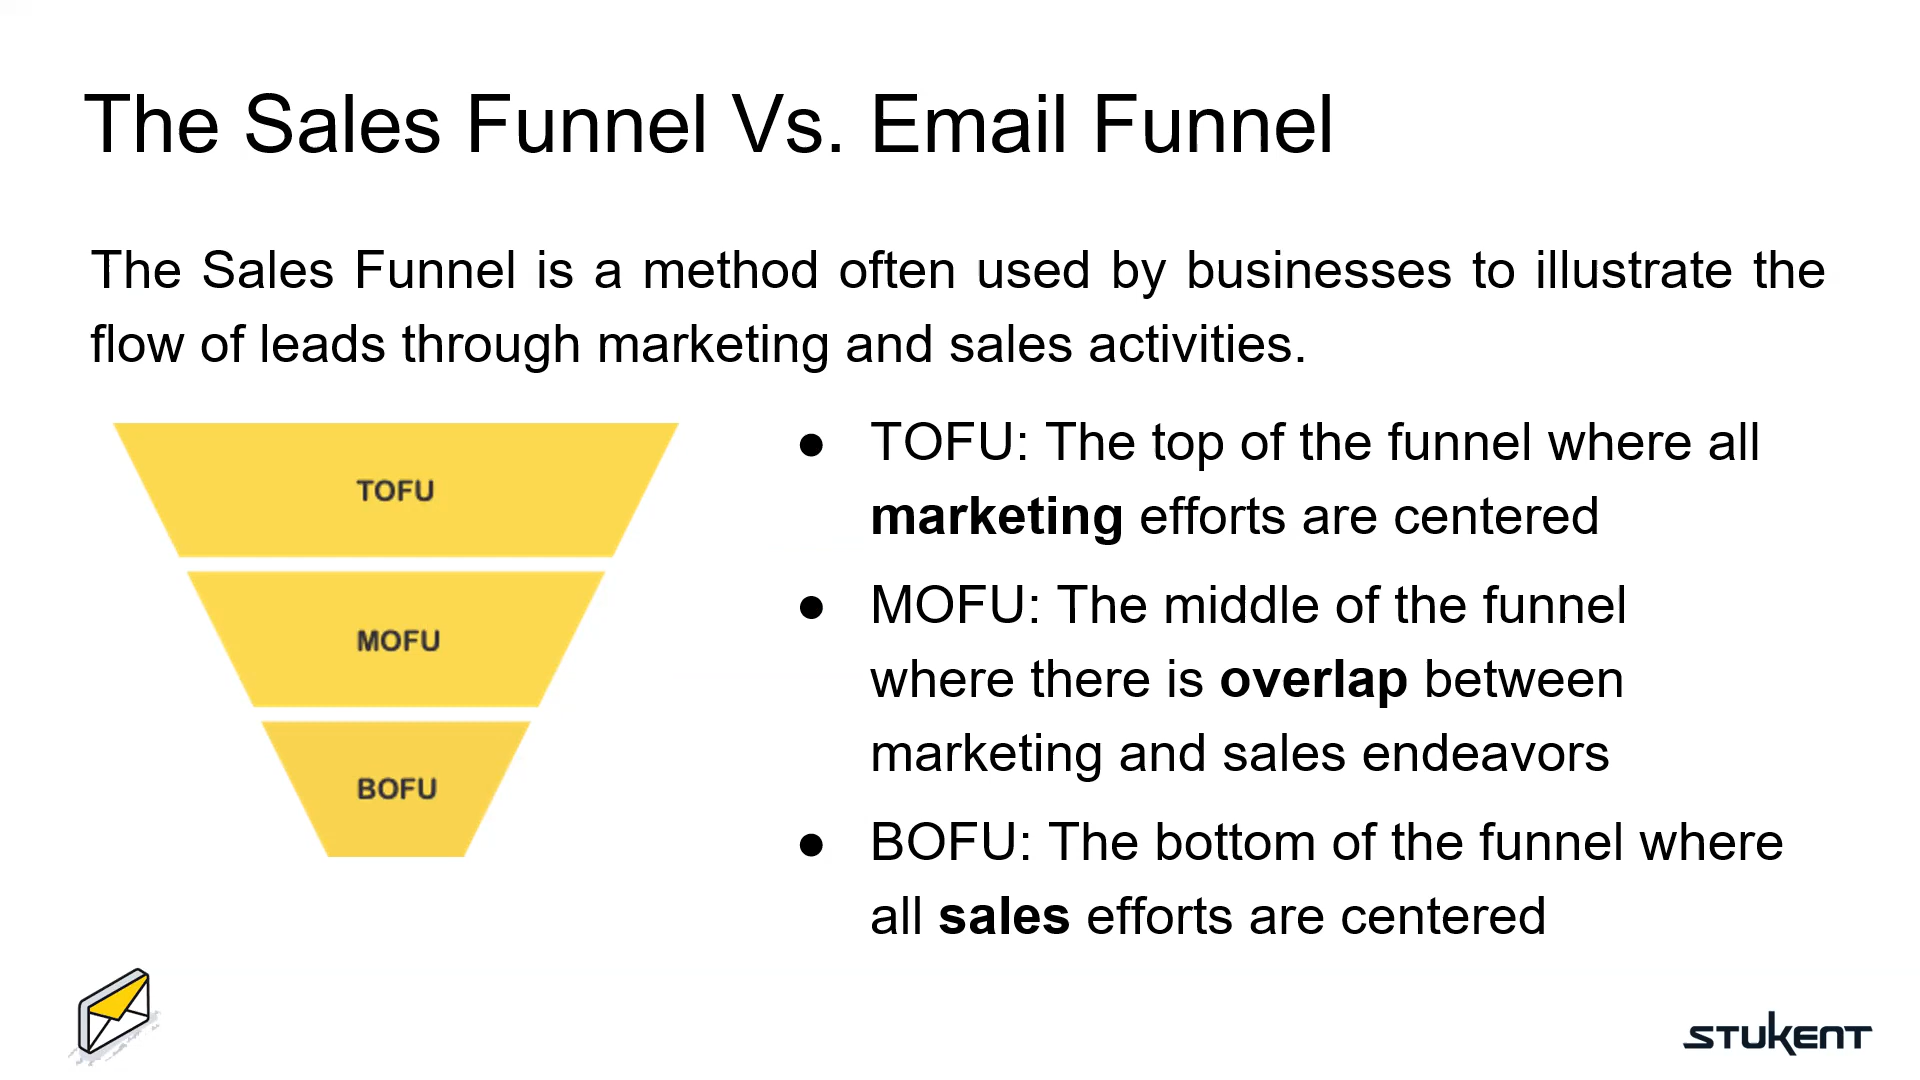 The Sales Funnel Vs. Email Funnel
The Sales Funnel is a method often used by businesses to illustrate the
flow of leads through marketing and sales activities.
TOFU
MOFU
BOFU
● TOFU: The top of the funnel where all
marketing efforts are centered
● MOFU: The middle of the funnel
where there is overlap between
marketing and sales endeavors
● BOFU: The bottom of the funnel where
all sales efforts are centered
STUKENT